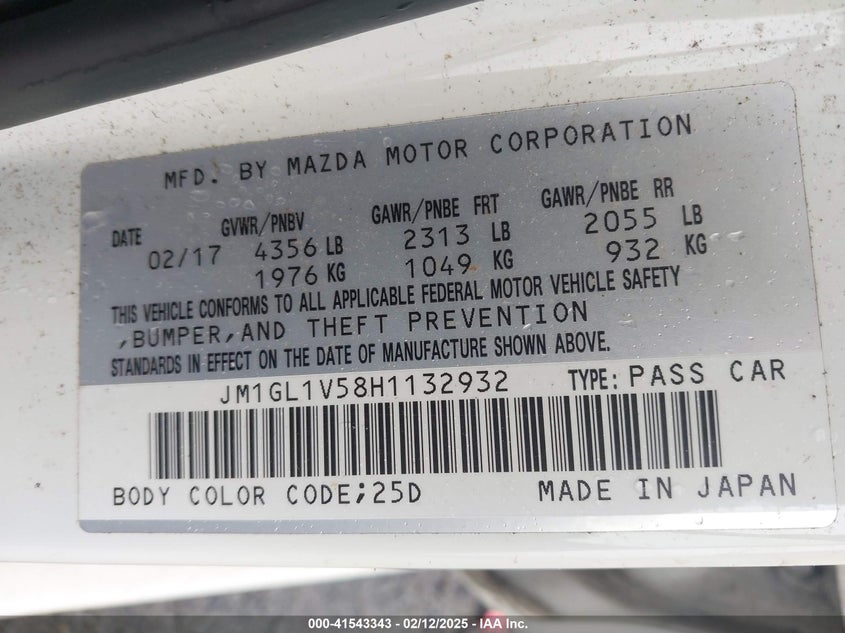 MFD. BY MAZDA MOTOR CORPORATION
DATE GVWR/PNBV GAWR/PNBE FRT GAWR/PNBE RR
02/17 4356 LB 2313 LB 2055 LB
1976 KG 1049 KG 932 KG
THIS VEHICLE CONFORMS TO ALL APPLICABLE FEDERAL MOTOR VEHICLE SAFETY
,BUMPER,AND THEFT PREVENTION
STANDARDS IN EFFECT ON THE DATE OF MANUFACTURE SHOWN ABOVE.
JM1GL1V58H1132932 TYPE: PASS CAR
BODY COLOR CODE;25D MADE IN JAPAN
000-41543343 - 02/12/2025 - IAA Inc.